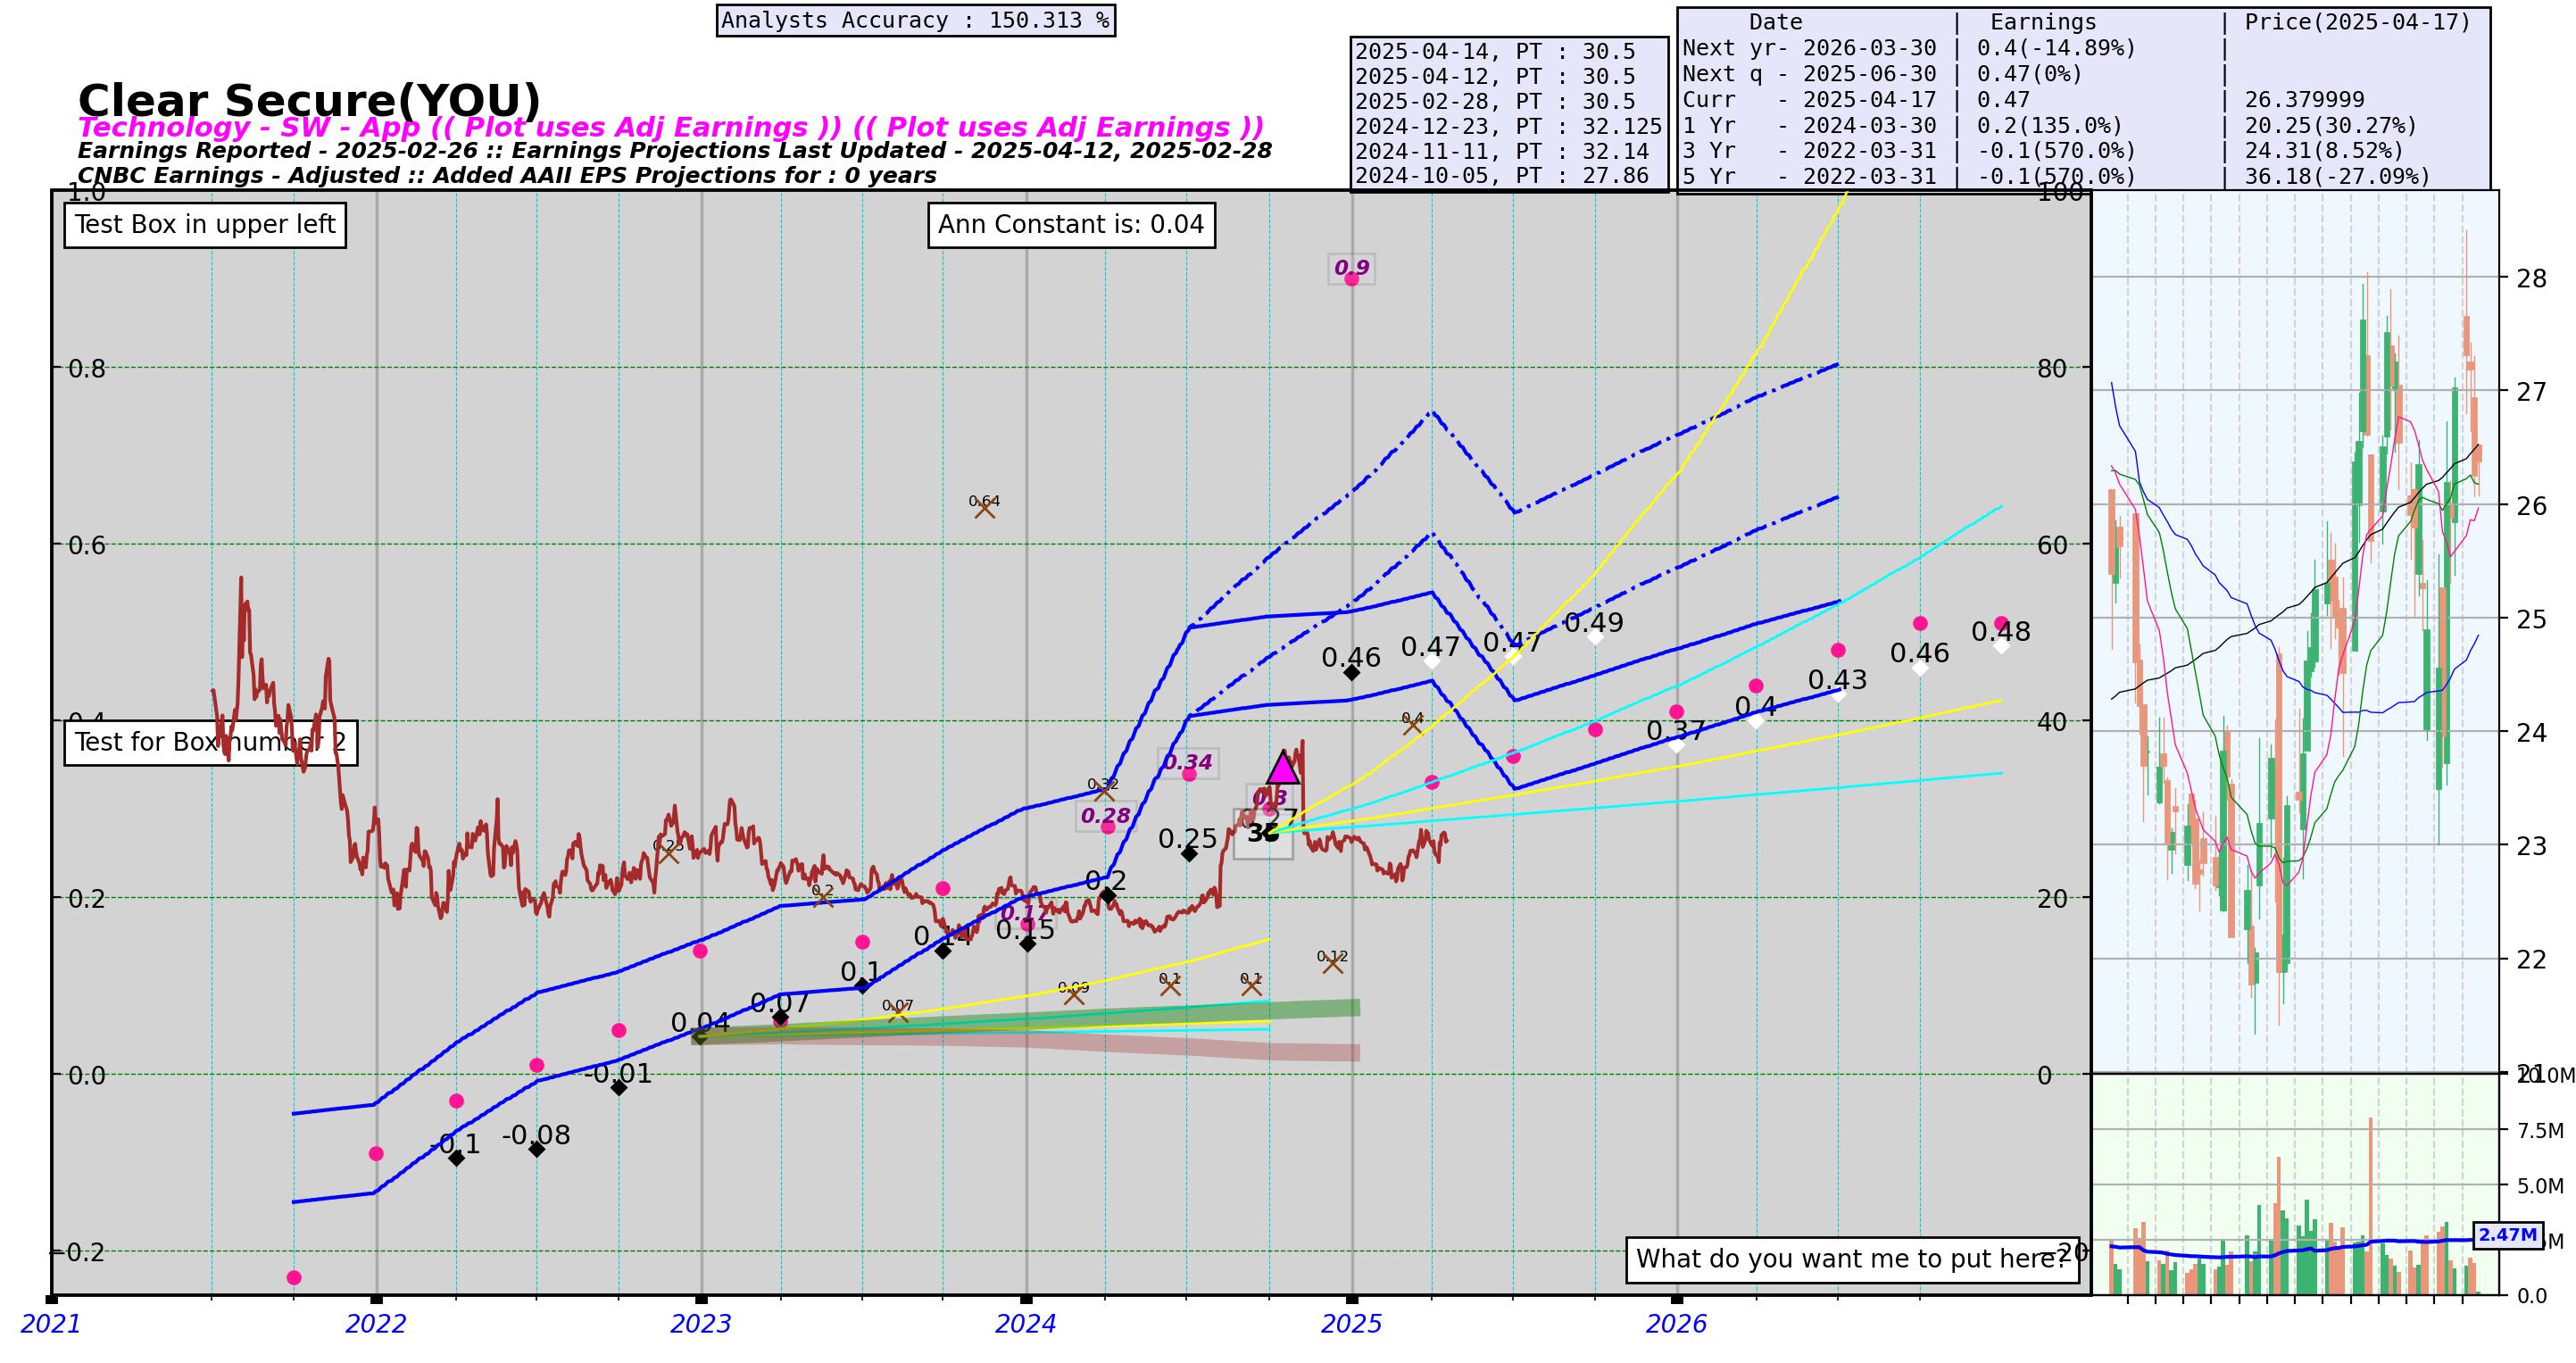 Analysts Accuracy : 150.313 %
Date | Earnings | Price(2025-04-17)
Next yr- 2026-03-30 | 0.4(-14.89%) |
Next q - 2025-06-30 | 0.47(0%) |
Curr - 2025-04-17 | 0.47 | 26.379999
1 Yr - 2024-03-30 | 0.2(135.0%) | 20.25(30.27%)
3 Yr - 2022-03-31 | -0.1(570.0%) | 24.31(8.52%)
5 Yr - 2022-03-31 | -0.1(570.0%) | 36.18(-27.09%)
2025-04-14, PT : 30.5
2025-04-12, PT : 30.5
2025-02-28, PT : 30.5
2024-12-23, PT : 32.125
2024-11-11, PT : 32.14
2024-10-05, PT : 27.86
Clear Secure(YOU)
Technology - SW - App (( Plot uses Adj Earnings )) (( Plot uses Adj Earnings ))
Earnings Reported - 2025-02-26 :: Earnings Projections Last Updated - 2025-04-12, 2025-02-28
CNBC Earnings - Adjusted :: Added AAII EPS Projections for : 0 years
1.0
100
Test Box in upper left
Ann Constant is: 0.04
0.9
28
0.8
80
27
0.64
26
0.6
60
0.49
0.48
25
0.47
0.47
0.46
0.46
0.43
0.4
0.4
0.4
40
24
0.37
Test for Box number 2
0.34
0.32
0.3
0.28
35
0.25
23
0.2
0.2
0.2
20
0.17
0.15
0.14
0.12
22
0.1
0.1
0.1
0.09
0.07
0.07
0.04
0.0
-0.01
0
21
10.0M
-0.1
-0.08
7.5M
5.0M
2.47M
−0.2
−20
What do you want me to put here?
0.0
2021
2022
2023
2024
2025
2026